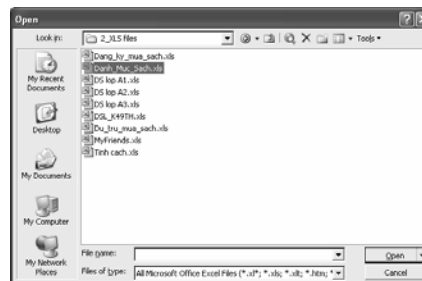 Open
Look in: 2_XLS files Tools
Dang_ky_mua_sach.xls
Danh_Muc_Sach.xls
DS lop A1.xls
DS lop A2.xls
DS lop A3.xls
DSL_K49TH.xls
Du_tru_mua_sach.xls
MyFriends.xls
Tinh cach.xls
My Recent
Documents
Desktop
My Documents
My Computer
My Network
Places
File name: Open
Files of type: All Microsoft Office Excel Files (*.xl*; *.xls; *.xlt; *.htm; * Cancel